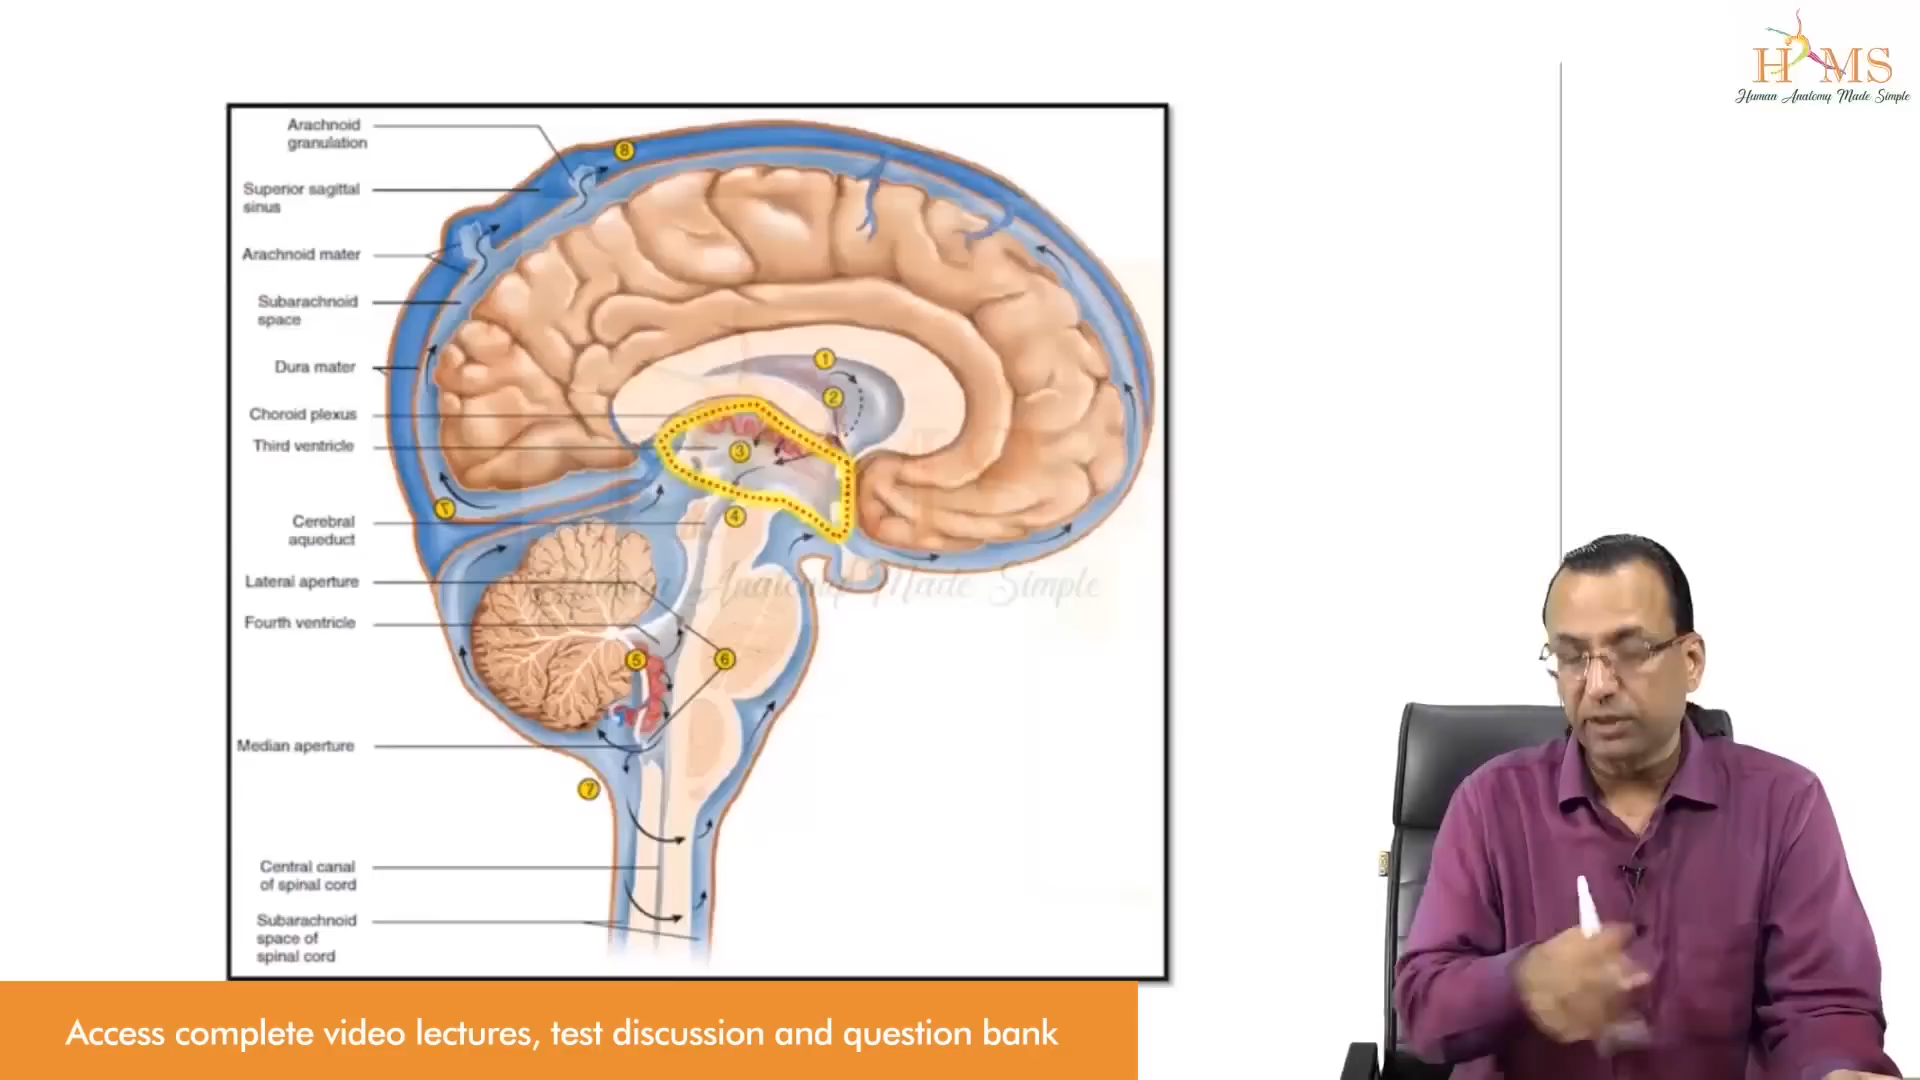 H MS
Human Anatomy Made Simple
Arachnoid
granulation
Superior sagittal
sinus
Arachnoid mater
Subarachnoid
space
Dura mater
Choroid plexus
Third ventricle
Cerebral
aqueduct
Lateral aperture
Fourth ventricle
Median aperture
Central canal
of spinal cord
Subarachnoid
space of
spinal cord
8
1
2
3
7
4
5
6
7
Human Anatomy Made Simple
Access complete video lectures, test discussion and question bank